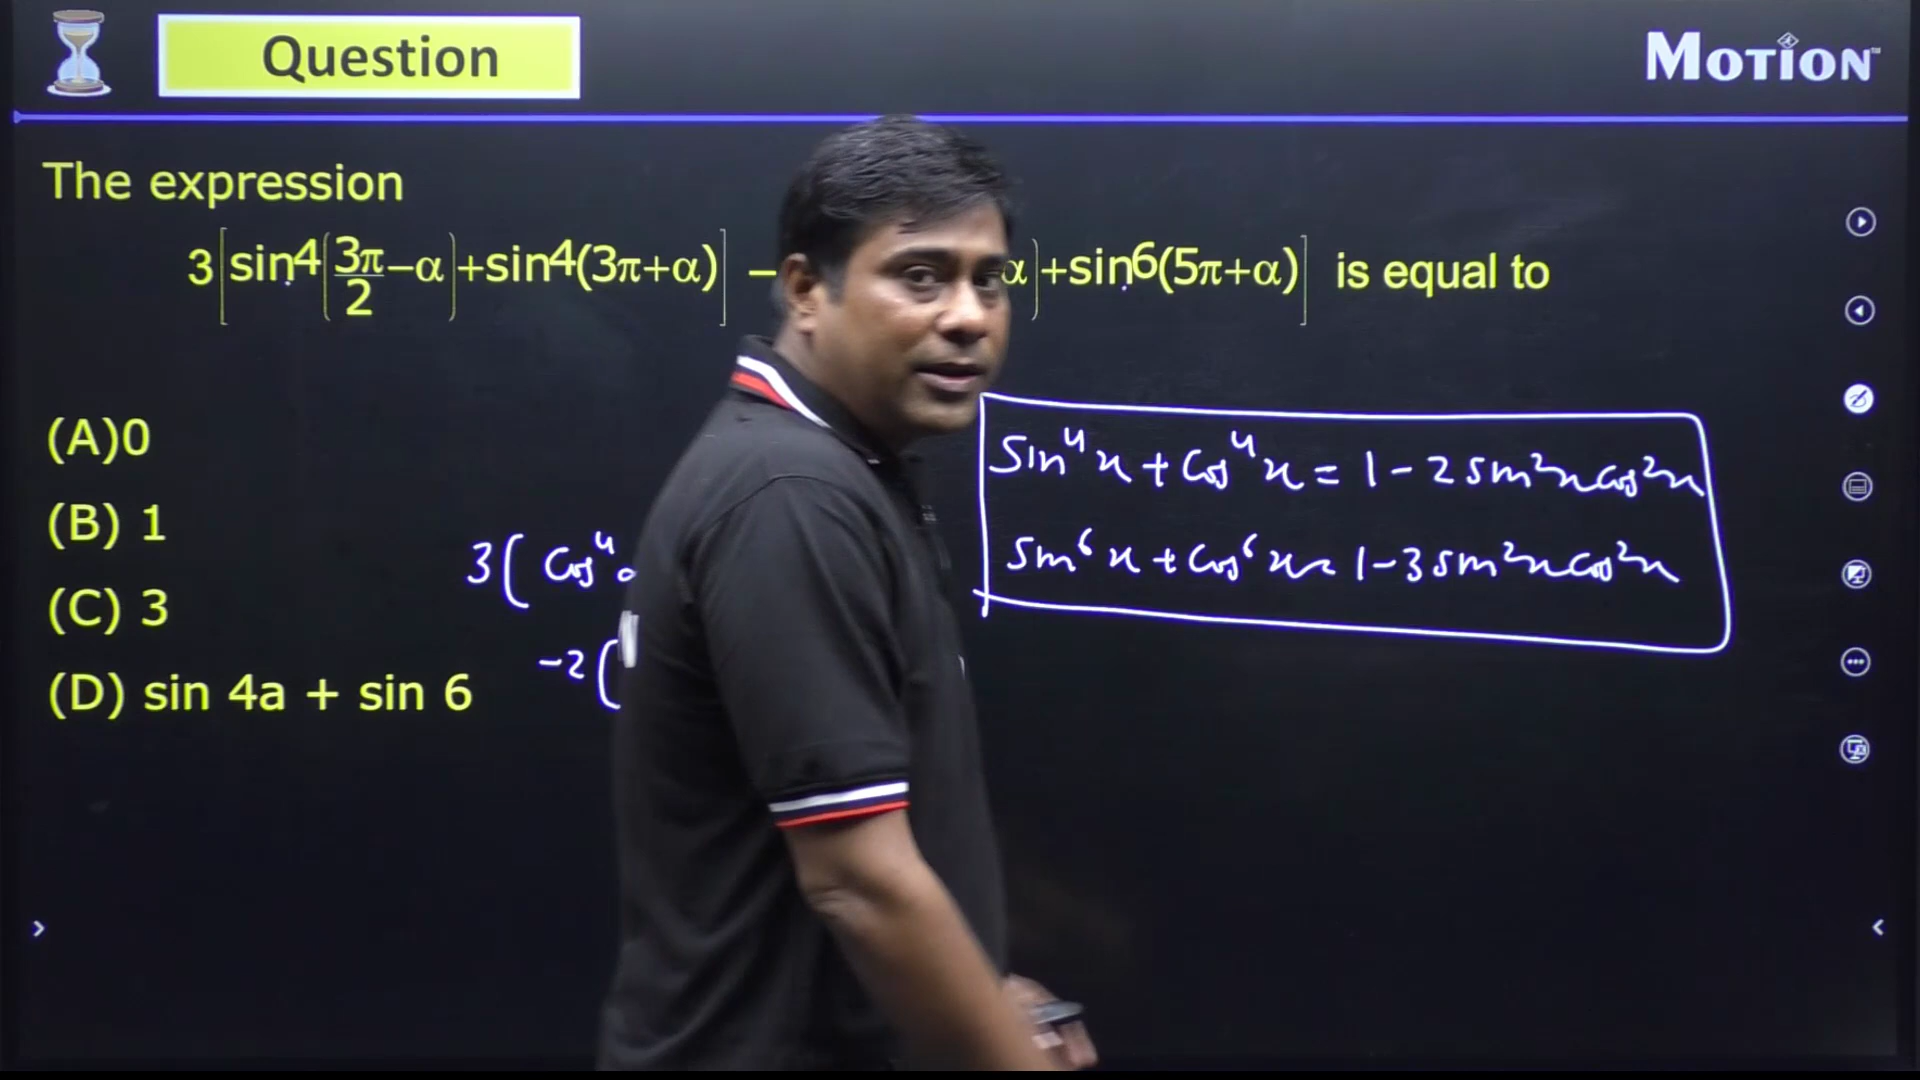 Question
MOTION
The expression
3[sin4(3π/2−α)+sin4(3π+α)] − α)+sin6(5π+α)] is equal to
(A)0
(B) 1
(C) 3
(D) sin 4a + sin 6
sin⁴x + cos⁴x = 1 - 2 sin²x cos²x
sin⁶x + cos⁶x = 1 - 3 sin²x cos²x
3( cos⁴
-2(